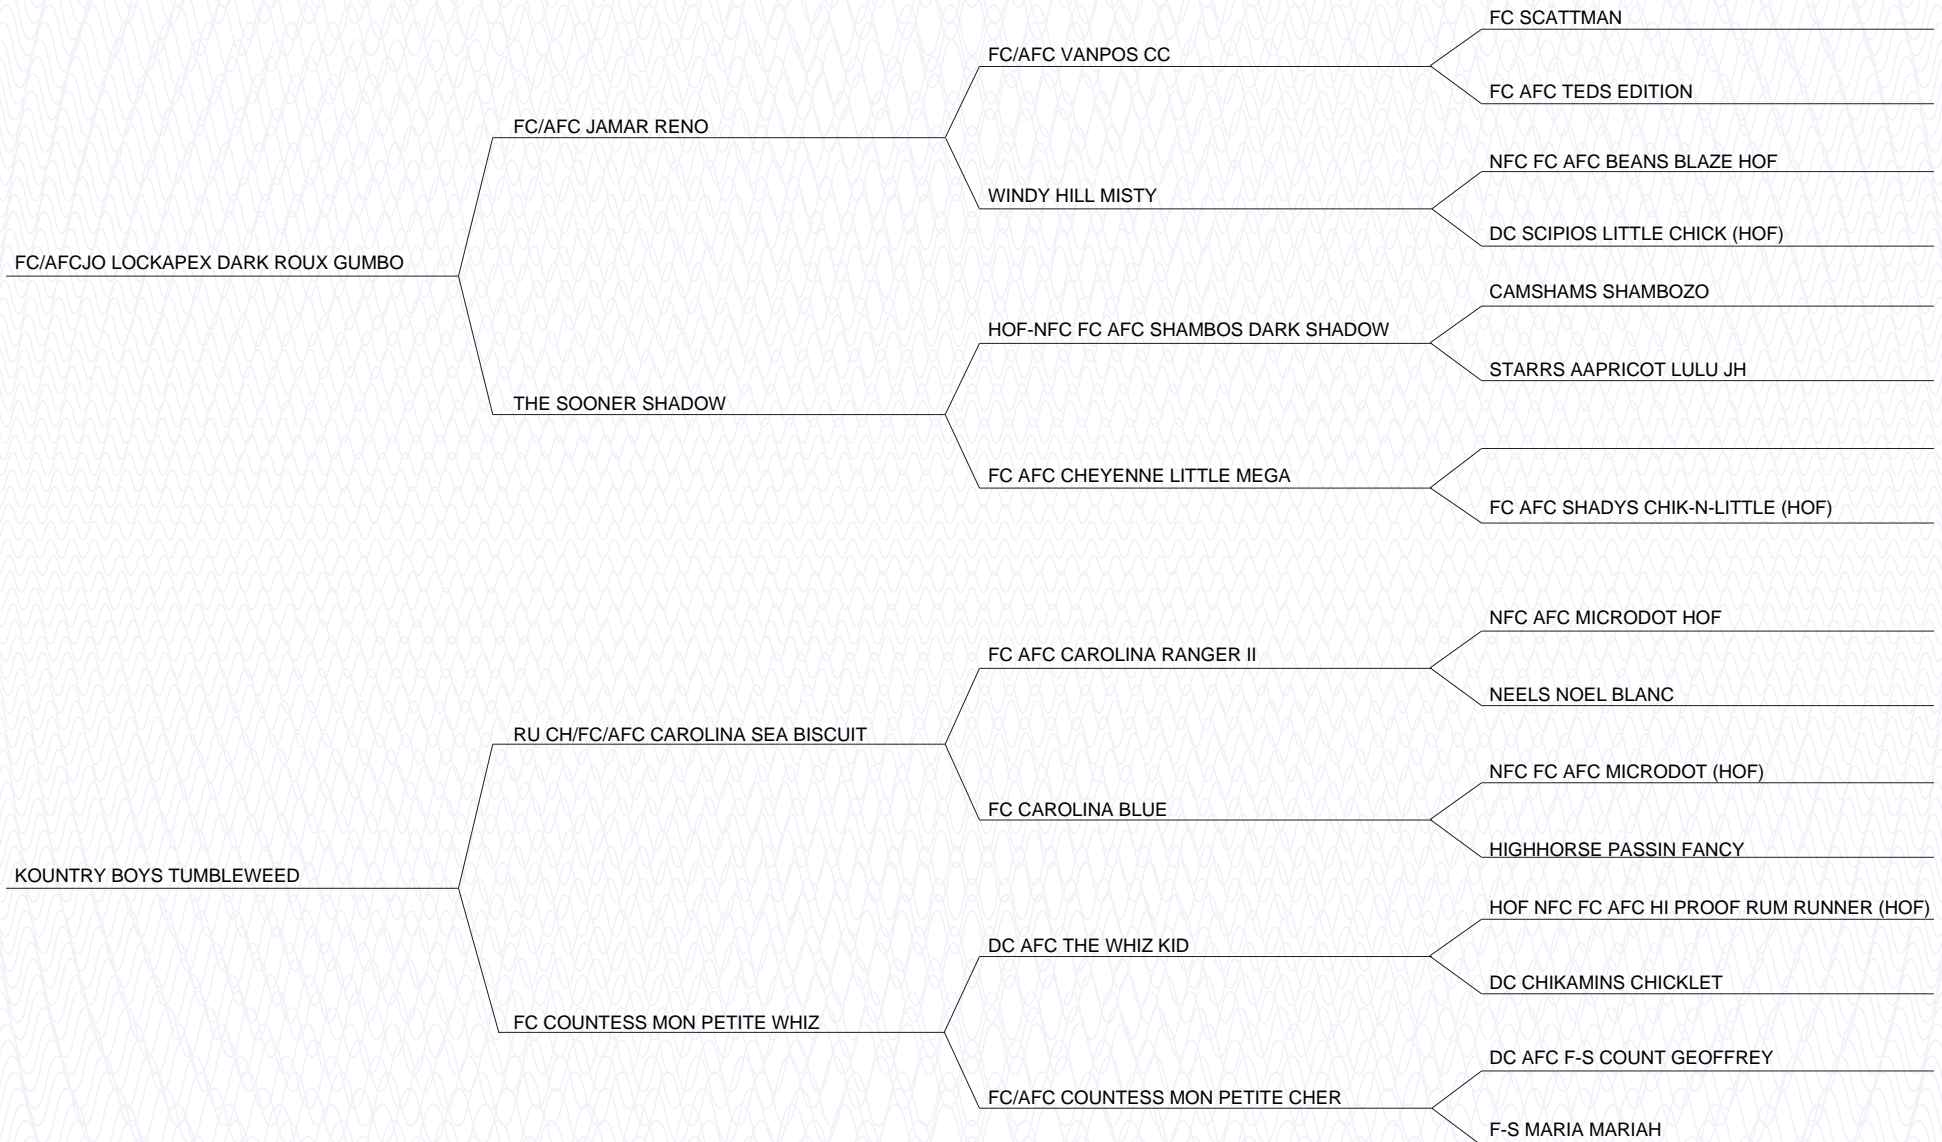 FC SCATTMAN
FC/AFC VANPOS CC
FC AFC TEDS EDITION
FC/AFC JAMAR RENO
NFC FC AFC BEANS BLAZE HOF
WINDY HILL MISTY
DC SCIPIOS LITTLE CHICK (HOF)
FC/AFCJO LOCKAPEX DARK ROUX GUMBO
CAMSHAMS SHAMBOZO
HOF-NFC FC AFC SHAMBOS DARK SHADOW
STARRS AAPRICOT LULU JH
THE SOONER SHADOW
FC AFC CHEYENNE LITTLE MEGA
FC AFC SHADYS CHIK-N-LITTLE (HOF)
NFC AFC MICRODOT HOF
FC AFC CAROLINA RANGER II
NEELS NOEL BLANC
RU CH/FC/AFC CAROLINA SEA BISCUIT
NFC FC AFC MICRODOT (HOF)
FC CAROLINA BLUE
HIGHHORSE PASSIN FANCY
KOUNTRY BOYS TUMBLEWEED
HOF NFC FC AFC HI PROOF RUM RUNNER (HOF)
DC AFC THE WHIZ KID
DC CHIKAMINS CHICKLET
FC COUNTESS MON PETITE WHIZ
DC AFC F-S COUNT GEOFFREY
FC/AFC COUNTESS MON PETITE CHER
F-S MARIA MARIAH